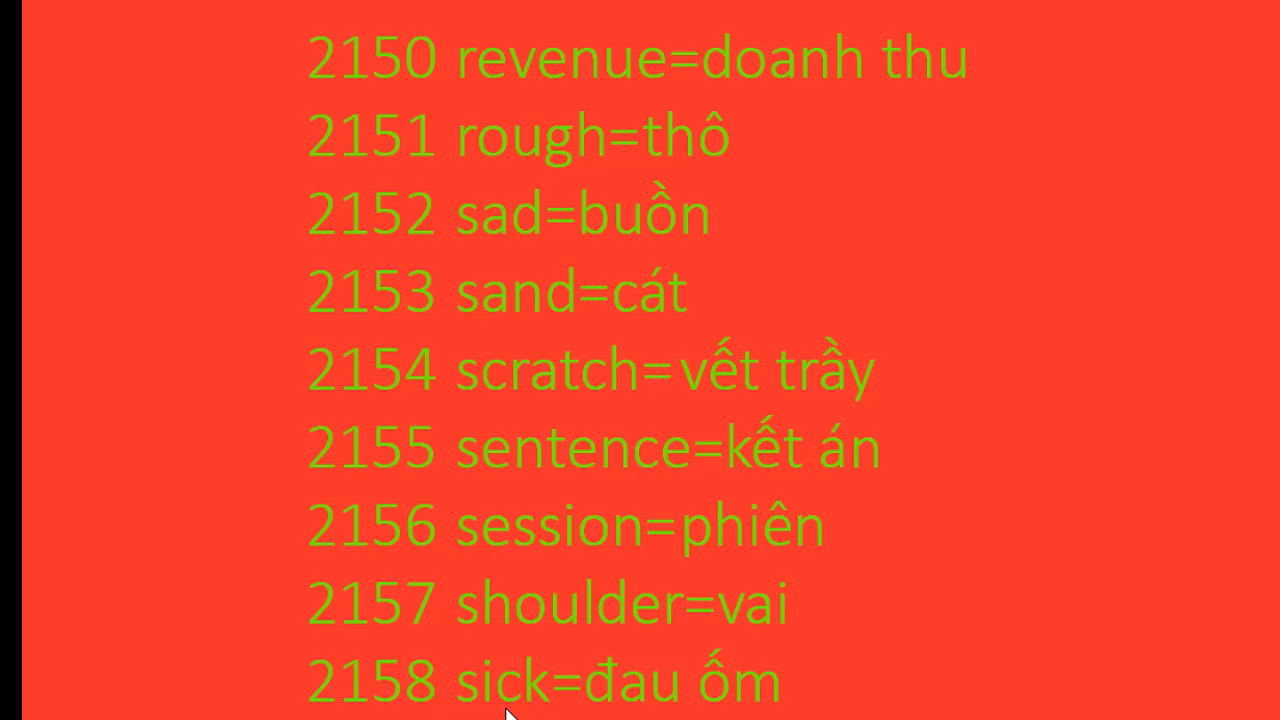 2150 revenue=doanh thu
2151 rough=thô
2152 sad=buồn
2153 sand=cát
2154 scratch=vết trầy
2155 sentence=kết án
2156 session=phiên
2157 shoulder=vai
2158 sick=đau ốm